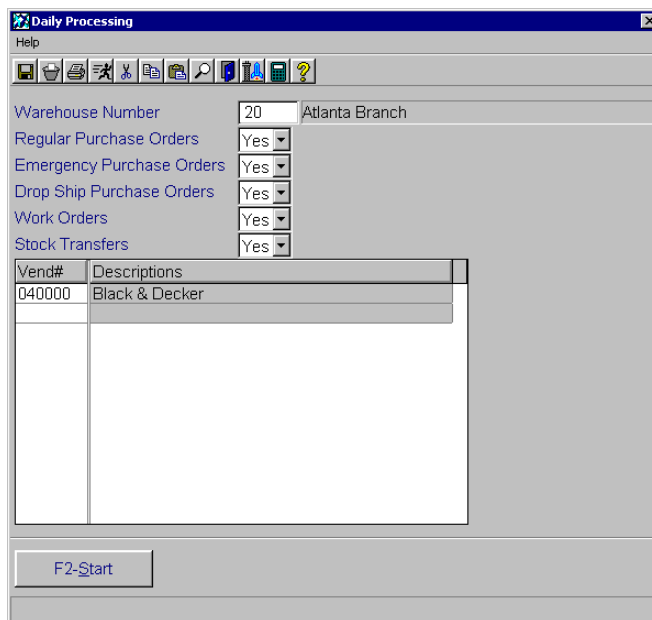 Daily Processing
Help
Warehouse Number 20 Atlanta Branch
Regular Purchase Orders Yes
Emergency Purchase Orders Yes
Drop Ship Purchase Orders Yes
Work Orders Yes
Stock Transfers Yes
Vend# Descriptions
040000 Black & Decker
F2-Start